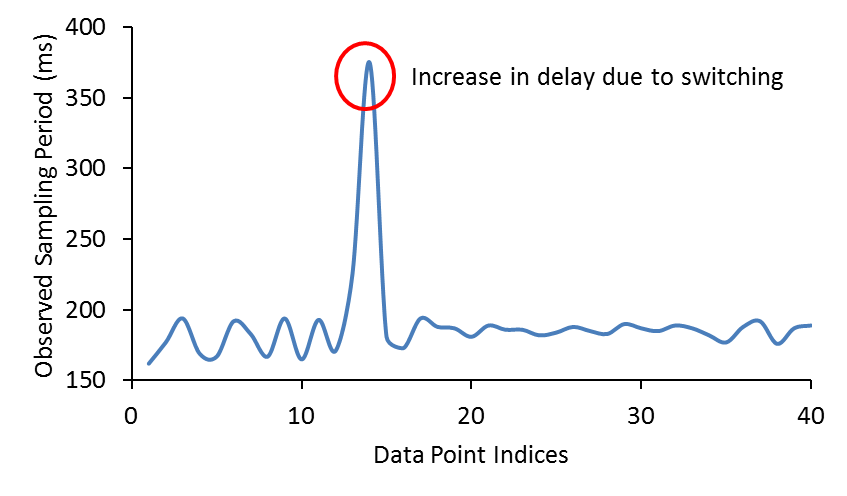 400
350
300
250
200
150
Observed Sampling Period (ms)
Increase in delay due to switching
0 10 20 30 40
Data Point Indices